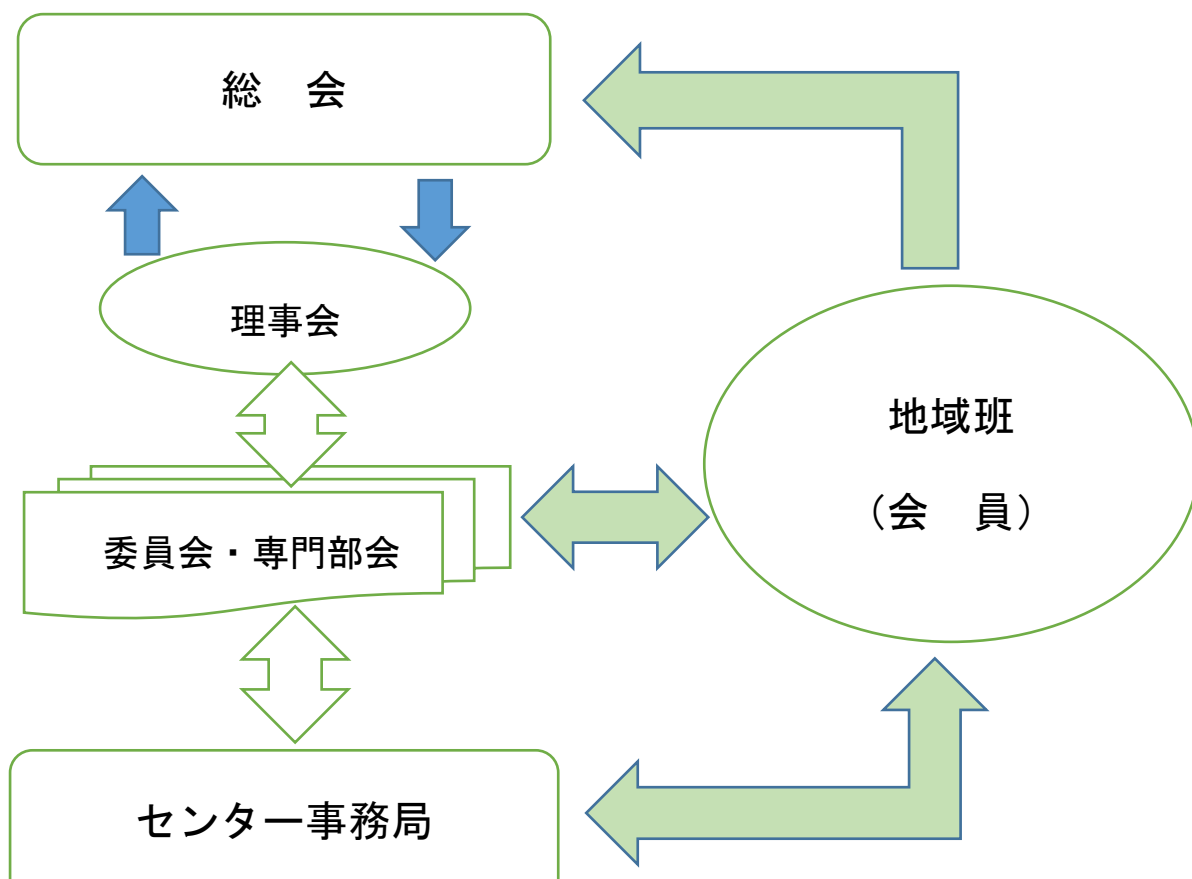 総　会
理事会
委員会・専門部会
センター事務局
地域班
（会　員）